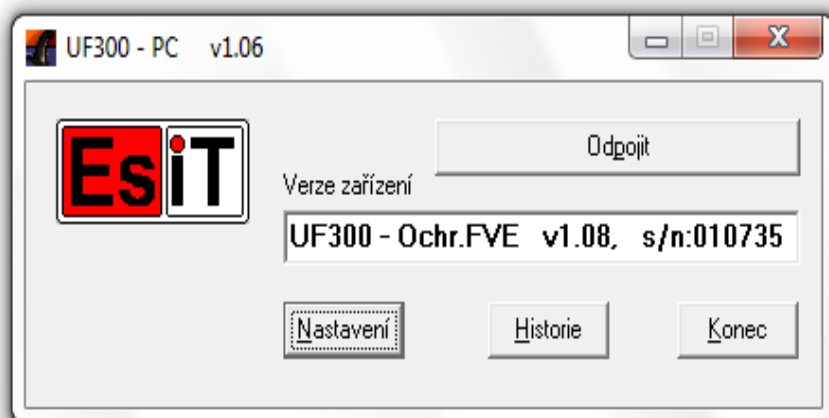 UF300 - PC v1.06
EsiT
Odpojit
Verze zařízení
UF300 - Ochr.FVE v1.08, s/n:010735
Nastavení
Historie
Konec